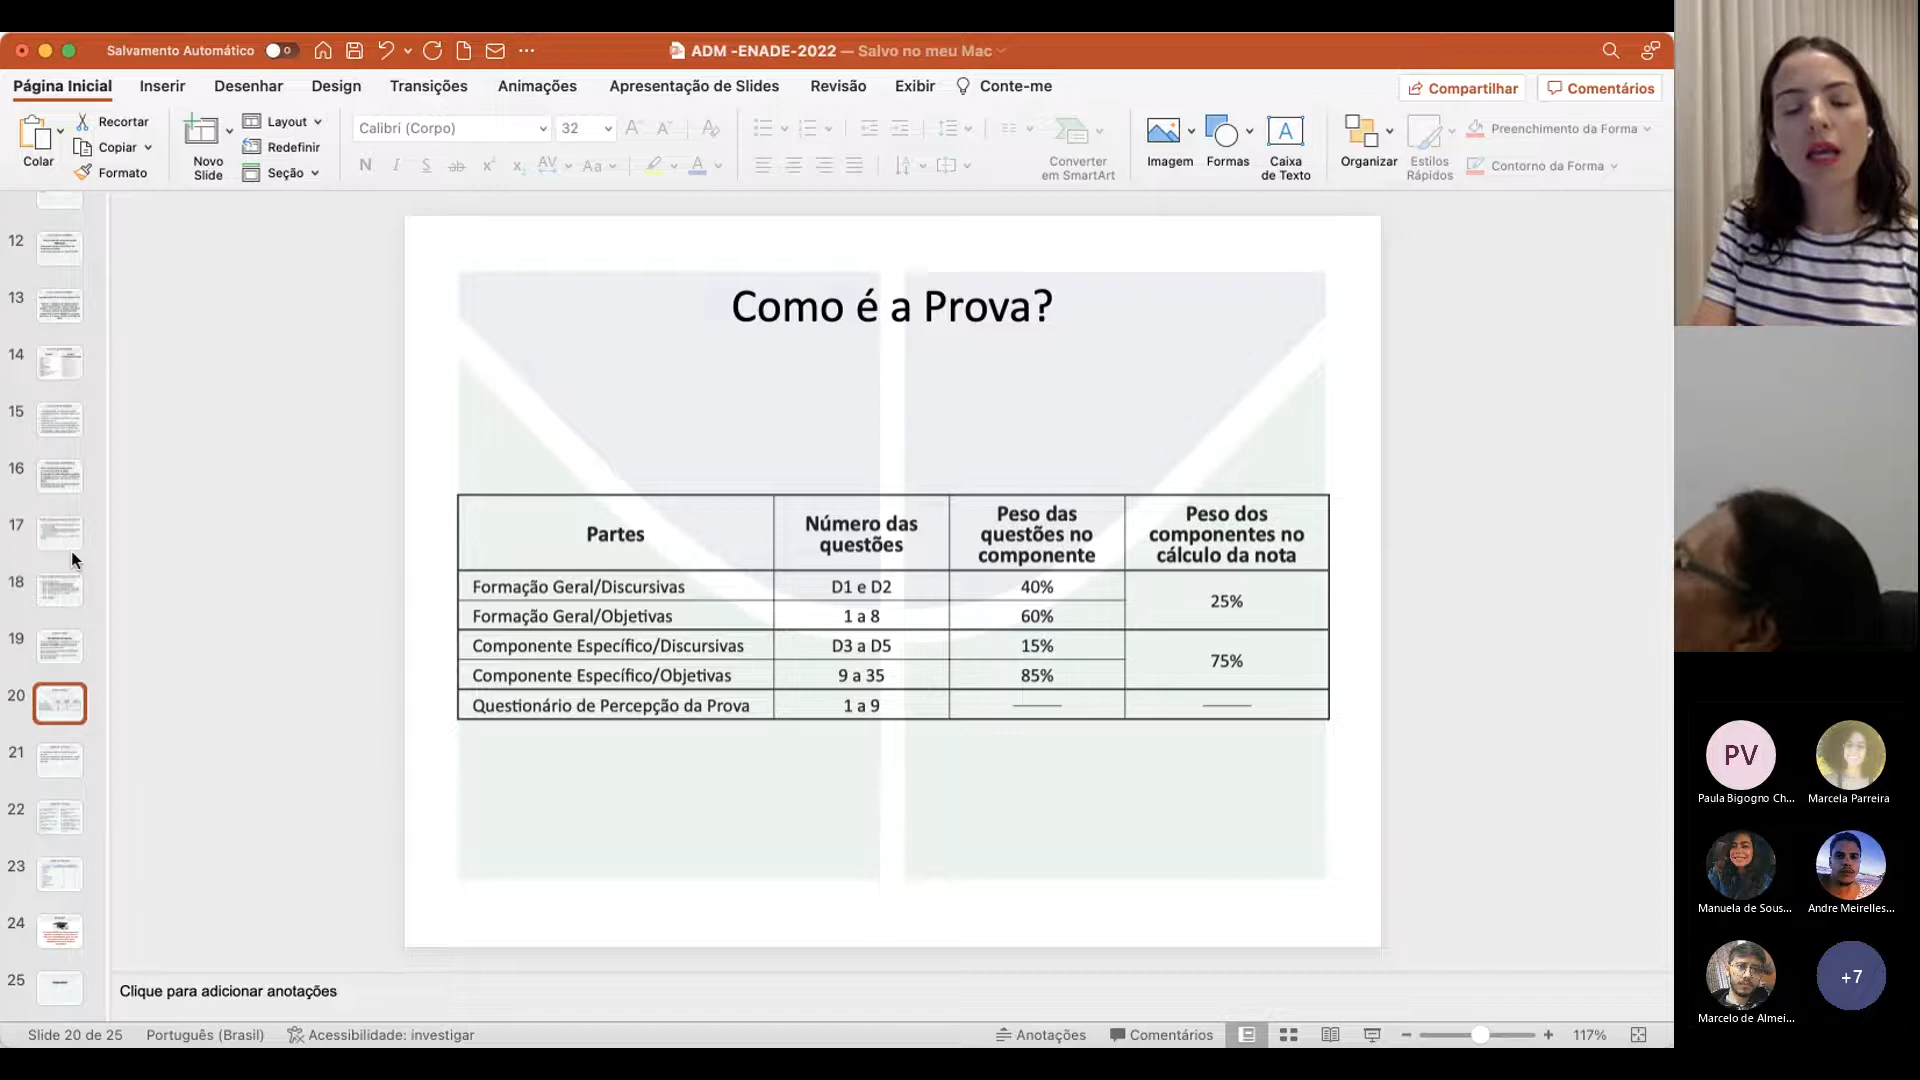 Salvamento Automático
ADM -ENADE-2022 — Salvo no meu Mac
Página Inicial Inserir Desenhar Design Transições Animações Apresentação de Slides Revisão Exibir Conte-me
Compartilhar Comentários
Colar
Recortar
Copiar
Formato
Novo
Slide
Layout
Redefinir
Seção
Calibri (Corpo) 32
N I S ab x² x₂ AV Aa A
Converter
em SmartArt
Imagem
Formas
Caixa
de Texto
Organizar
Estilos
Rápidos
Preenchimento da Forma
Contorno da Forma
12
13
14
15
16
17
18
19
20
21
22
23
24
25
Como é a Prova?
Partes | Número das questões | Peso das questões no componente | Peso dos componentes no cálculo da nota
Formação Geral/Discursivas D1 e D2 40%
25%
Formação Geral/Objetivas 1 a 8 60%
Componente Específico/Discursivas D3 a D5 15%
75%
Componente Específico/Objetivas 9 a 35 85%
Questionário de Percepção da Prova 1 a 9
Clique para adicionar anotações
Slide 20 de 25 Português (Brasil) Acessibilidade: investigar
Anotações Comentários 117%
PV
Paula Bigogno Ch...
Marcela Parreira
Manuela de Sous...
Andre Meirelles...
Marcelo de Almei...
+7